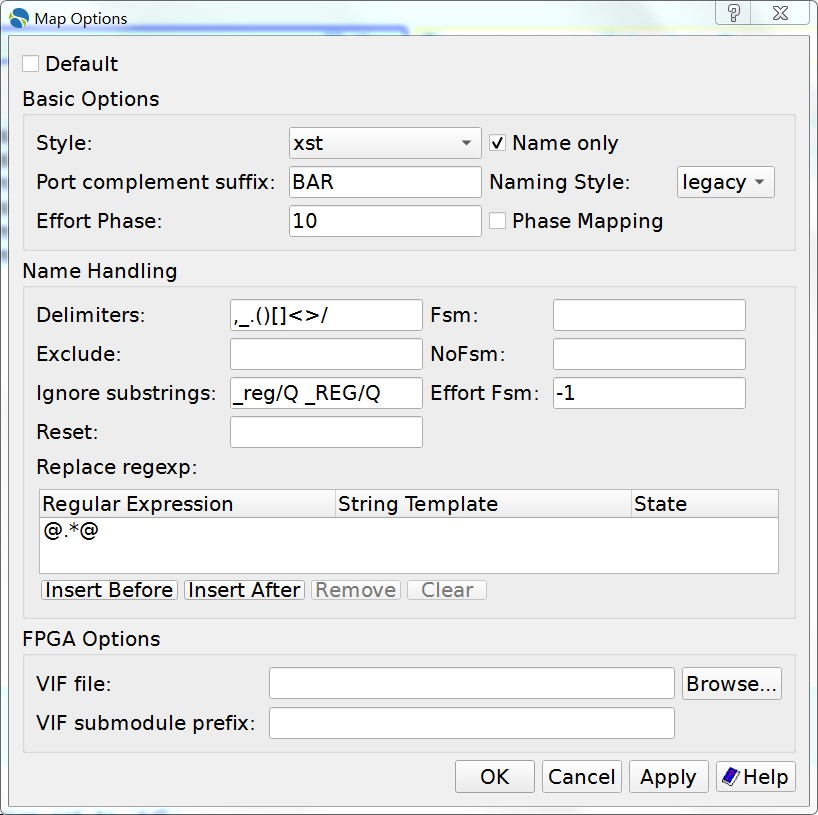 Map Options
Default
Basic Options
Style: xst Name only
Port complement suffix: BAR Naming Style: legacy
Effort Phase: 10 Phase Mapping
Name Handling
Delimiters: ,_.()[]<>/ Fsm:
Exclude: NoFsm:
Ignore substrings: _reg/Q _REG/Q Effort Fsm: -1
Reset:
Replace regexp:
Regular Expression String Template State
@.*@
Insert Before Insert After Remove Clear
FPGA Options
VIF file: Browse...
VIF submodule prefix:
OK Cancel Apply Help